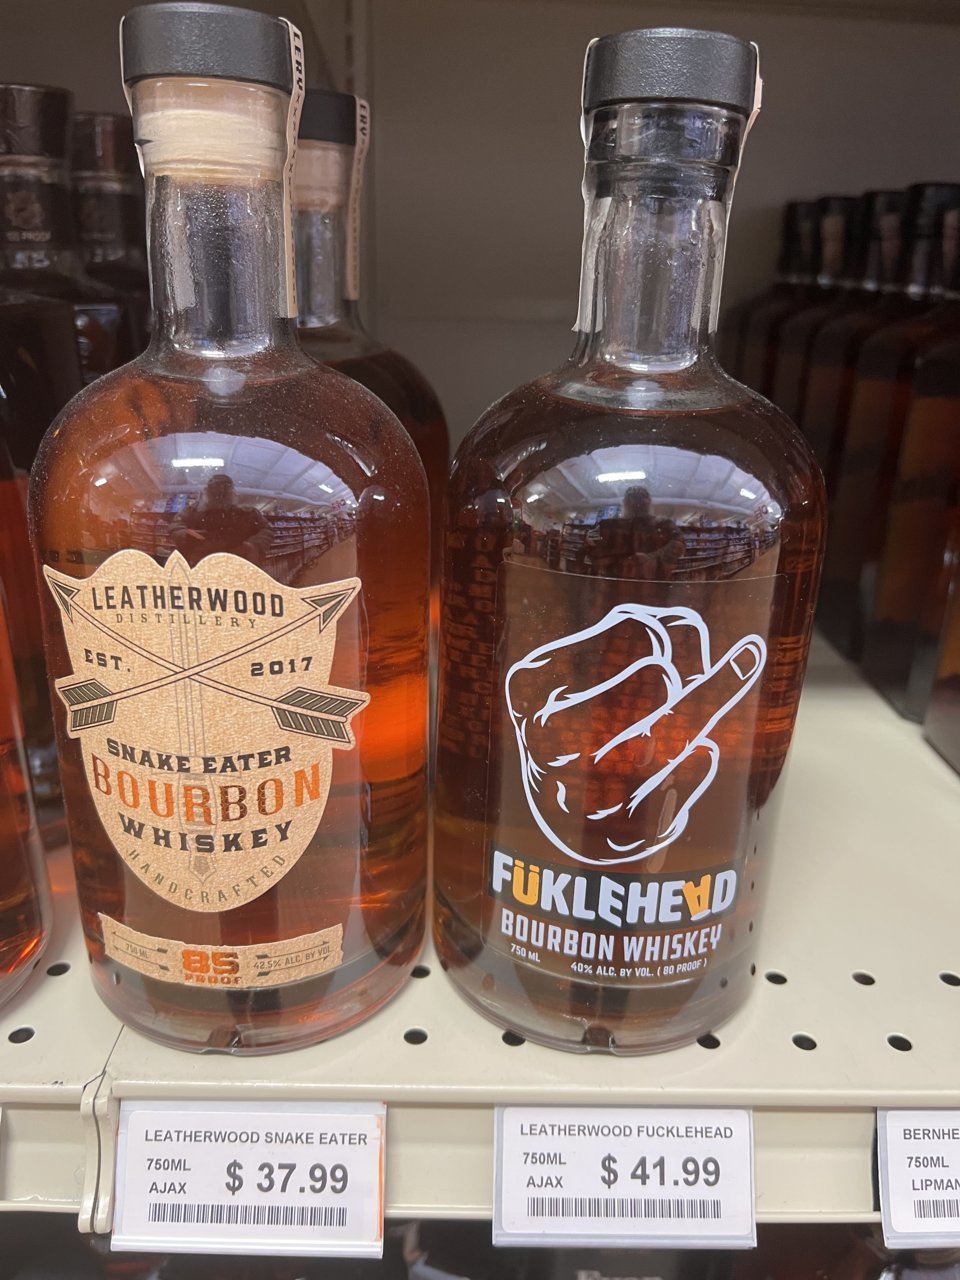 LEATHERWOOD
DISTILLERY
EST. 2017
SNAKE EATER
BOURBON
WHISKEY
HANDCRAFTED
750 ML
85
PROOF
42.5% ALC. BY VOL.
FÜKLEHEAD
BOURBON WHISKEY
750 ML
40% ALC. BY VOL. ( 80 PROOF )
LEATHERWOOD SNAKE EATER
750ML
AJAX
$ 37.99
LEATHERWOOD FUCKLEHEAD
750ML
AJAX
$ 41.99
BERNHE
750ML
LIPMAN